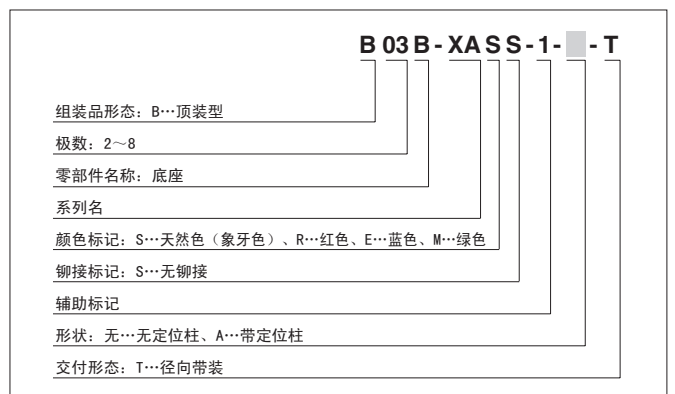 B 03 B - XA S S - 1 - - T
组装品形态：B…顶装型
极数：2～8
零部件名称：底座
系列名
颜色标记：S…天然色（象牙色）、R…红色、E…蓝色、M…绿色
铆接标记：S…无铆接
辅助标记
形状：无…无定位柱、A…带定位柱
交付形态：T…径向带装